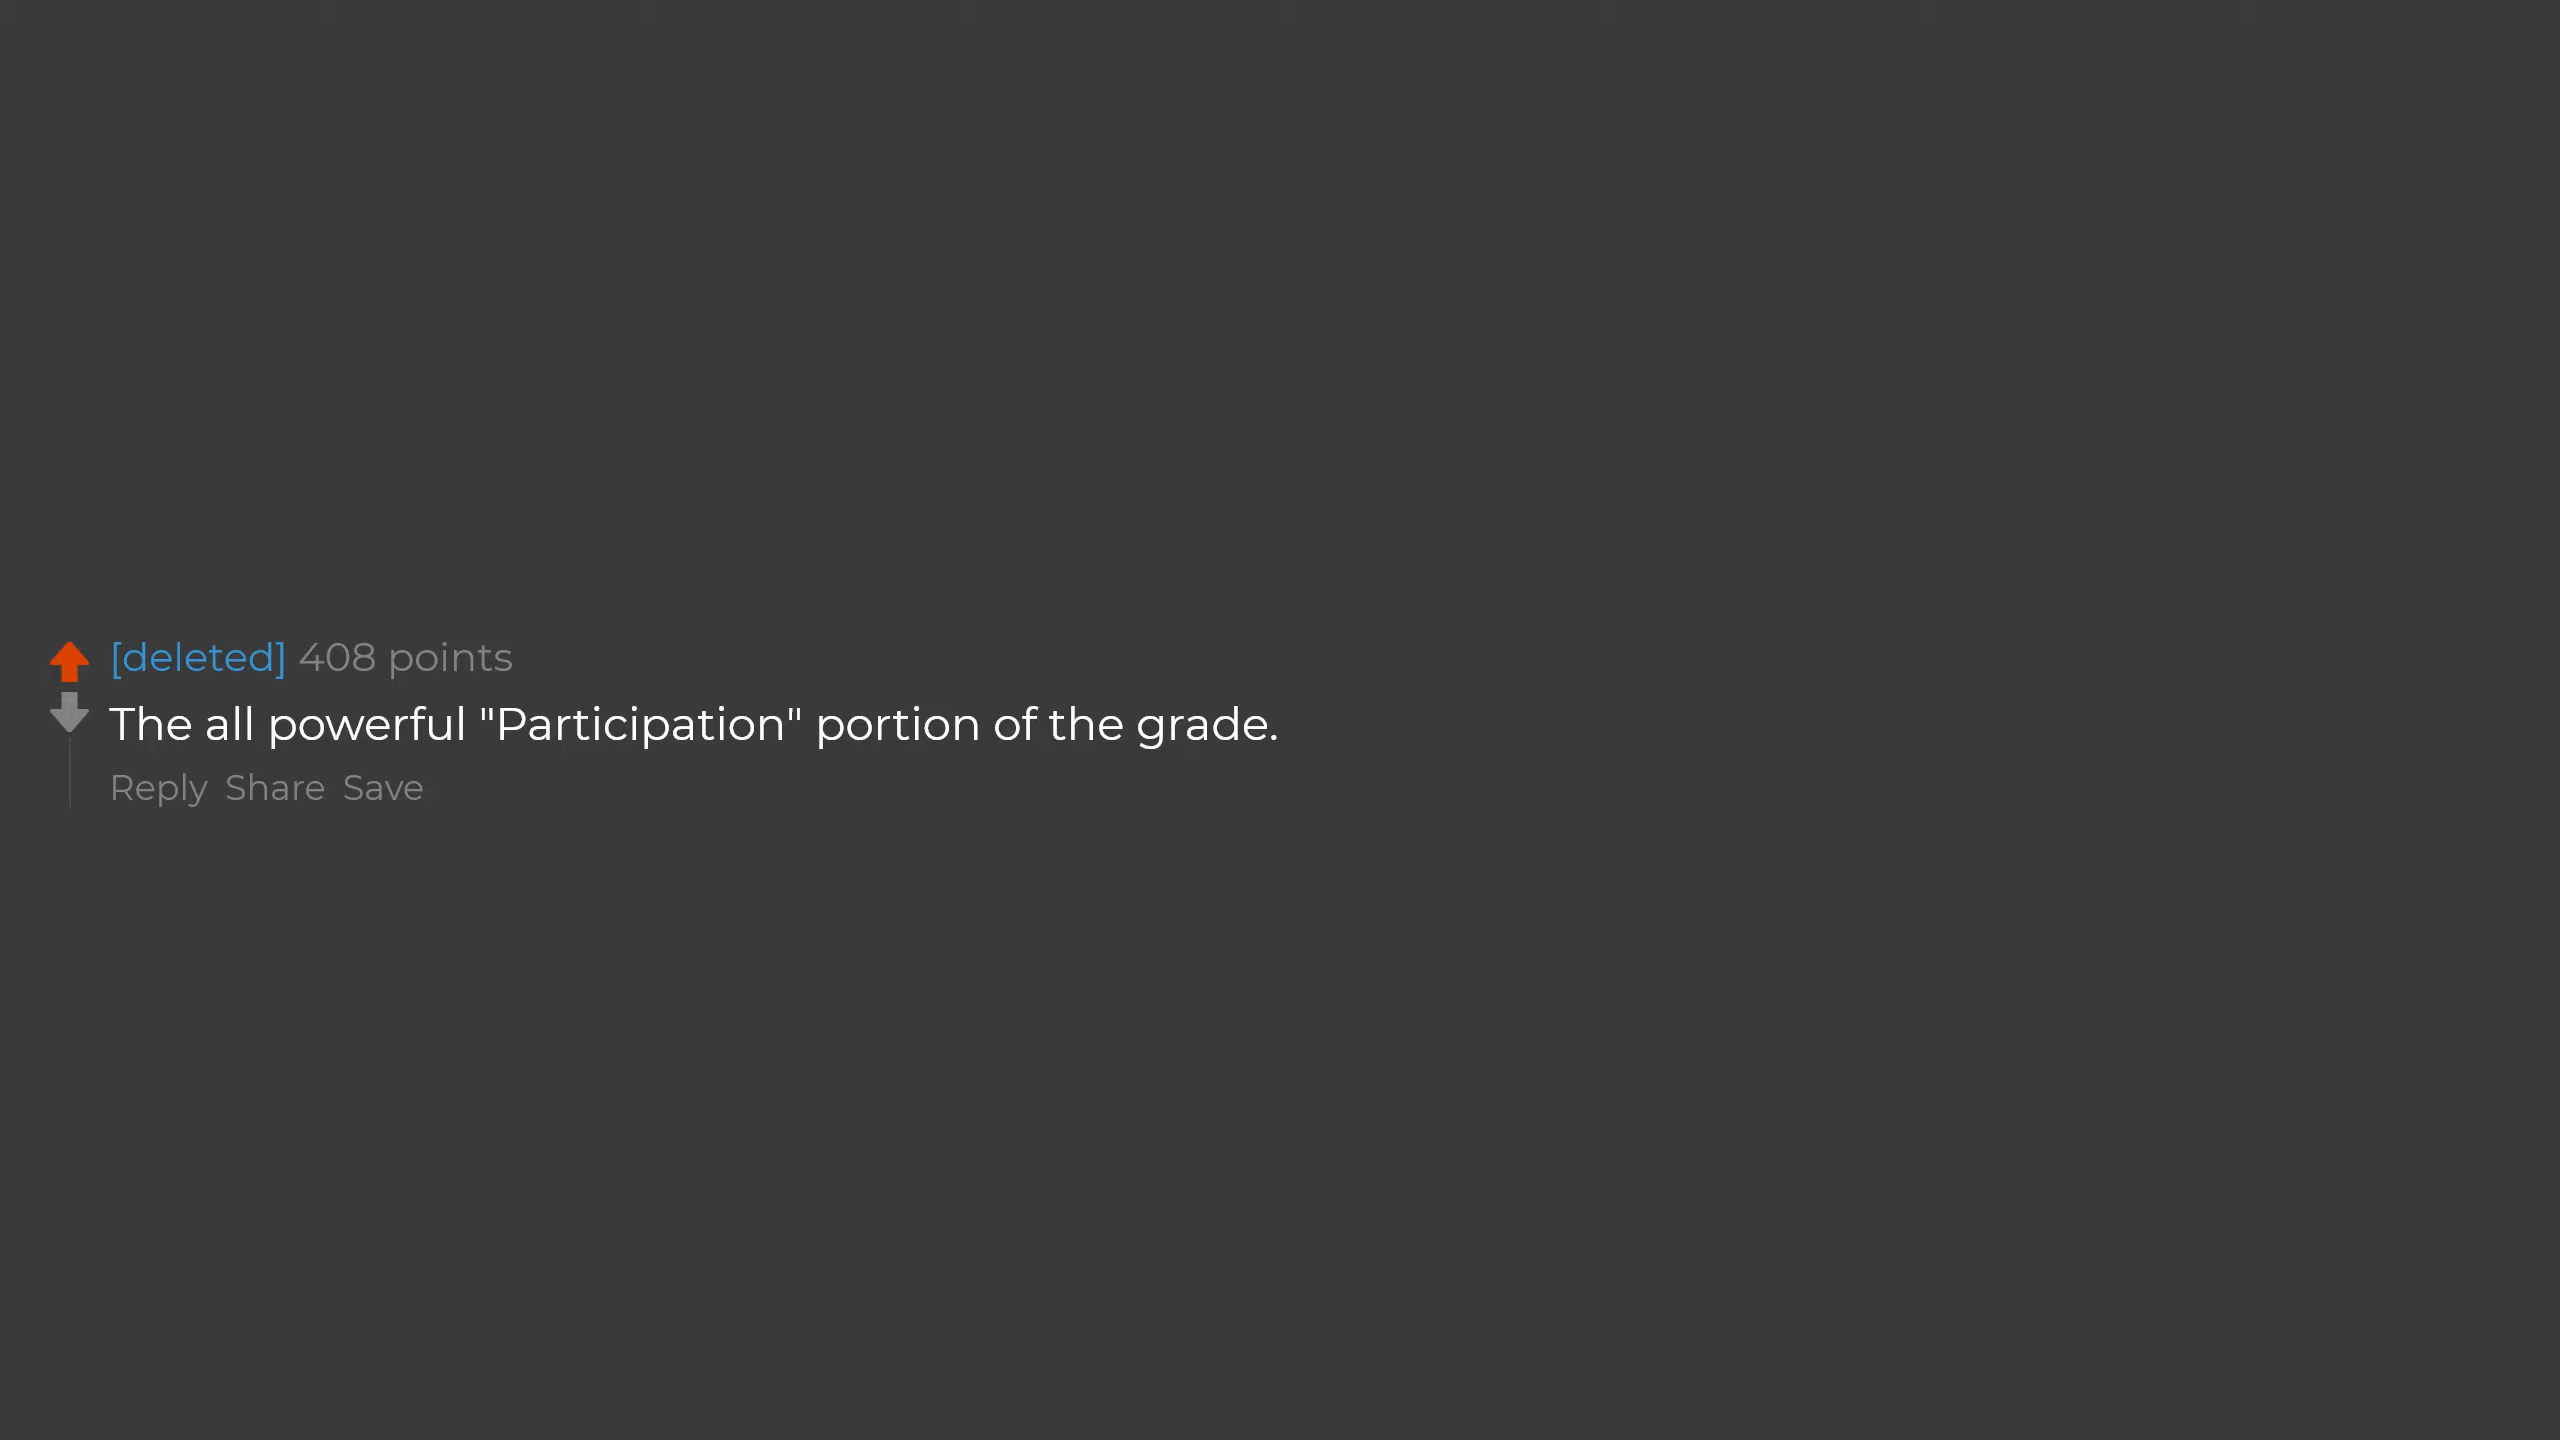 [deleted] 408 points
The all powerful "Participation" portion of the grade.
Reply Share Save